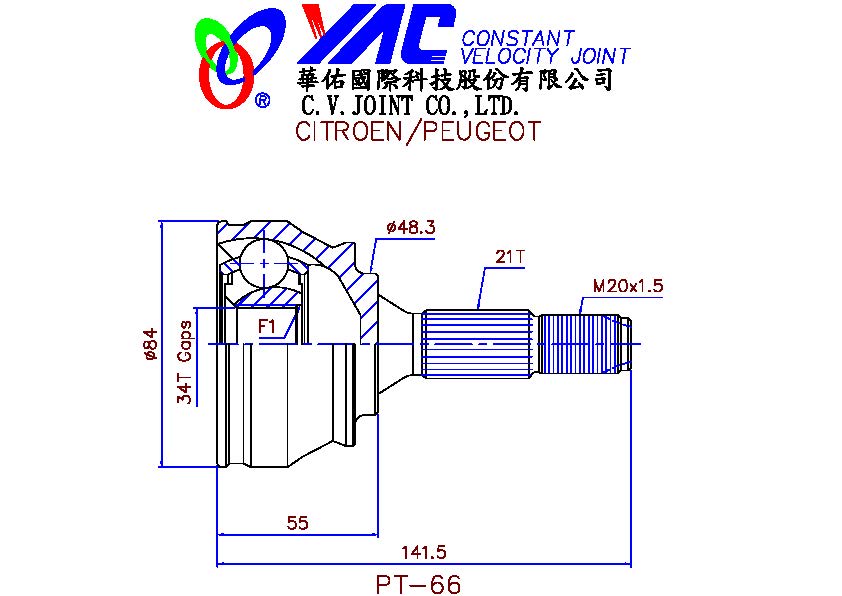 YAC CONSTANT
VELOCITY JOINT
®
華佑國際科技股份有限公司
C.V.JOINT CO.,LTD.
CITROEN/PEUGEOT
ø48.3
21T
M20x1.5
F1
ø84
34T Gaps
55
141.5
PT-66